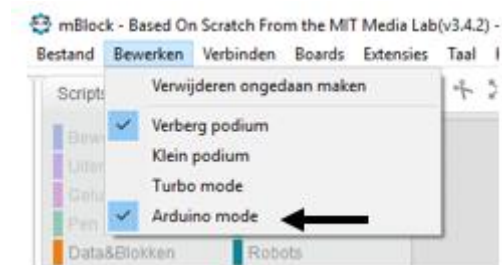 mBlock - Based On Scratch From the MIT Media Lab(v3.4.2) -
Bestand Bewerken Verbinden Boards Extensies Taal
Scripts
Verwijderen ongedaan maken
Verberg podium
Klein podium
Turbo mode
Arduino mode
Pen
Data&Blokken Robots